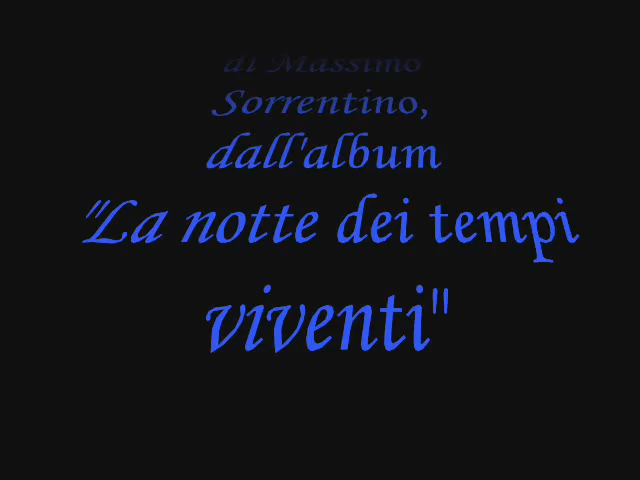 di Massimo
Sorrentino,
dall'album
"La notte dei tempi
viventi"